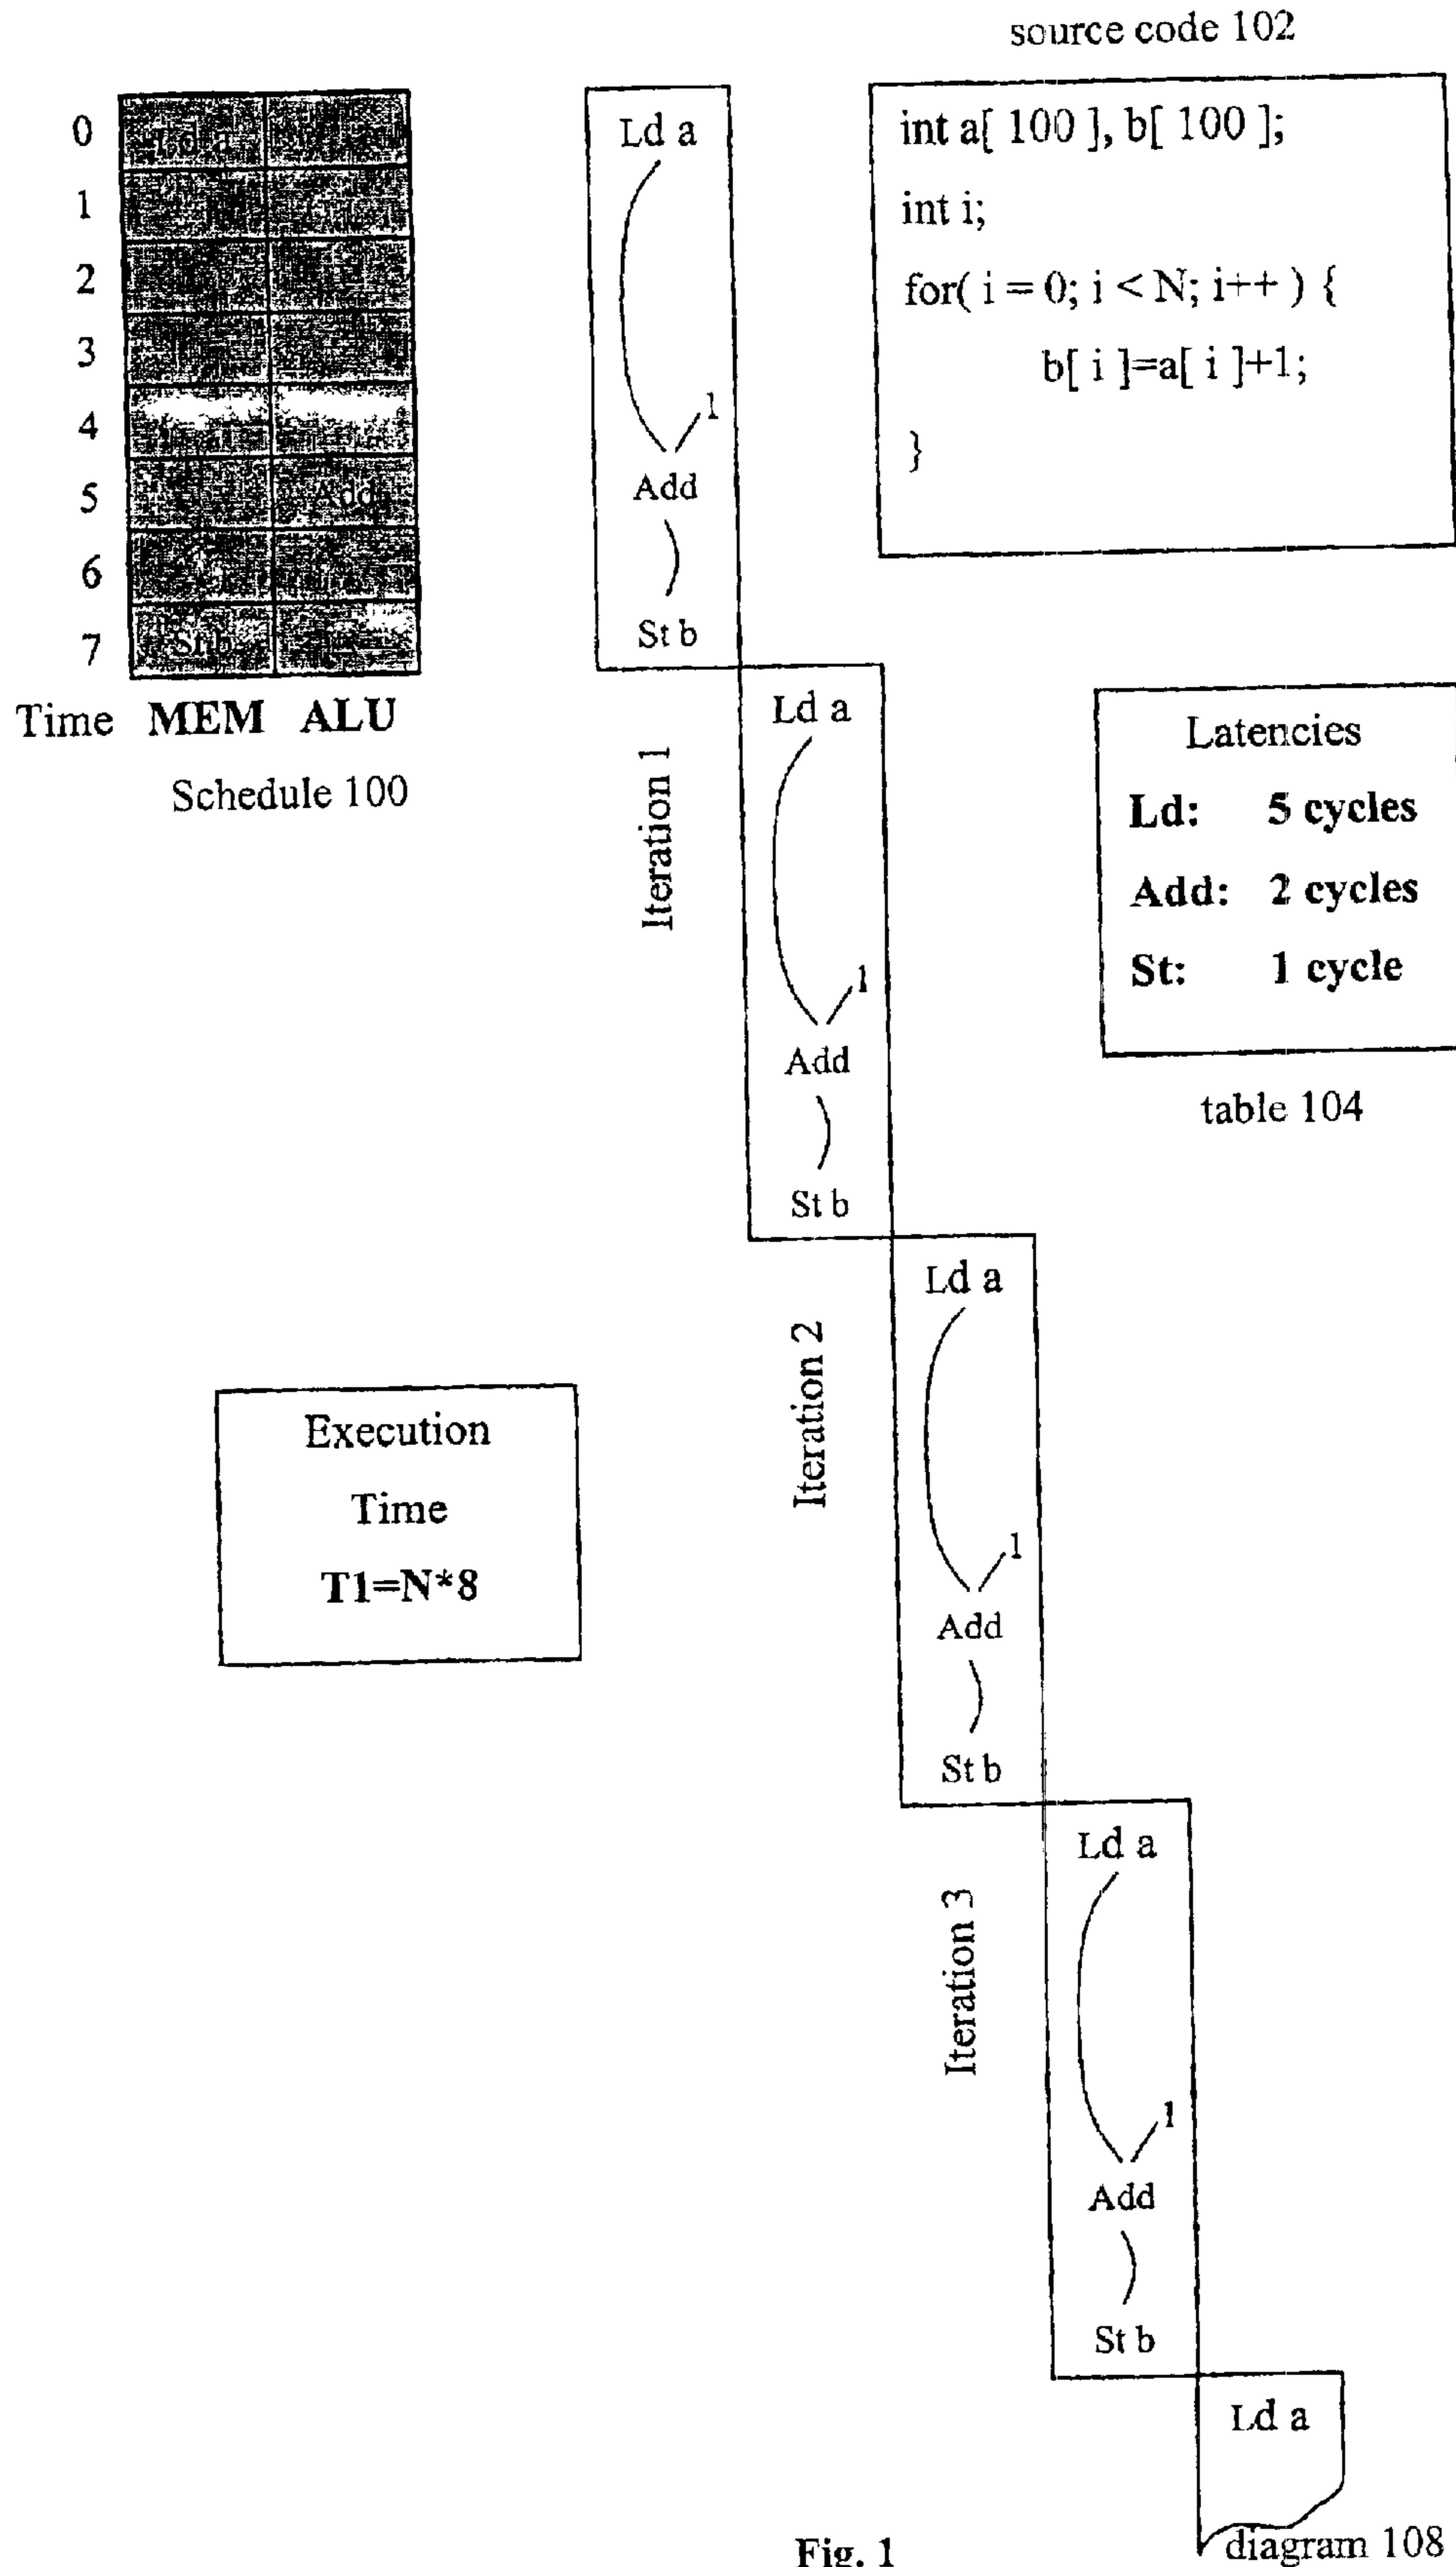 source code 102
int a[ 100 ], b[ 100 ];
int i;
for( i = 0; i < N; i++ ) {
b[ i ]=a[ i ]+1;
}
0 Ld a
1
2
3
4
5 Add
6
7 St b
Time MEM ALU
Schedule 100
Ld a
1
Add
St b
Iteration 1
Ld a
1
Add
St b
Iteration 2
Ld a
1
Add
St b
Iteration 3
Ld a
1
Add
St b
Ld a
Latencies
Ld: 5 cycles
Add: 2 cycles
St: 1 cycle
table 104
Execution
Time
T1=N*8
Fig. 1
diagram 108